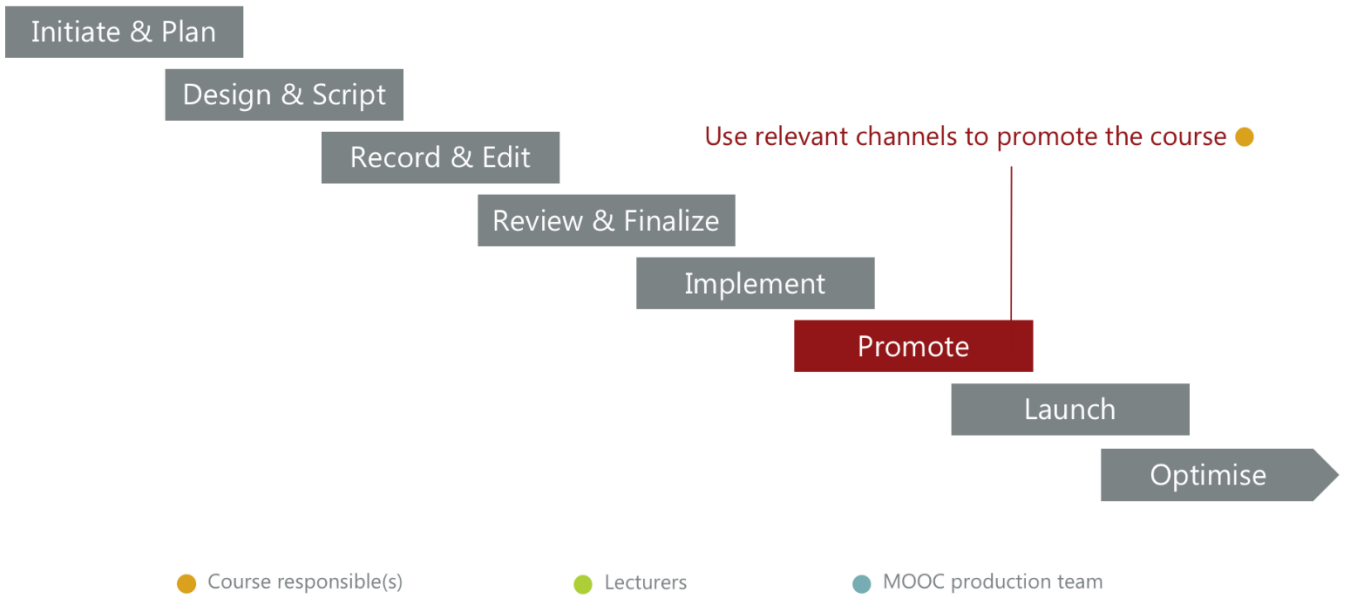 Initiate & Plan
Design & Script
Use relevant channels to promote the course
Record & Edit
Review & Finalize
Implement
Promote
Launch
Optimise
Course responsible(s)
Lecturers
MOOC production team